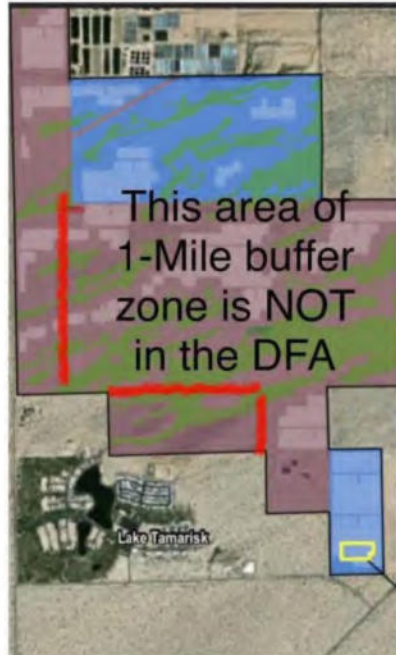 This area of
1-Mile buffer
zone is NOT
in the DFA
Lake Tamarisk